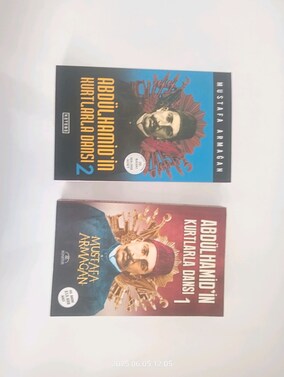 MUSTAFA ARMAĞAN
ABDÜLHAMİD'İN
KURTLARLA DANSI
2
ABDÜLHAMİD'İN
KURTLARLA DANSI
1
MUSTAFA
ARMAĞAN